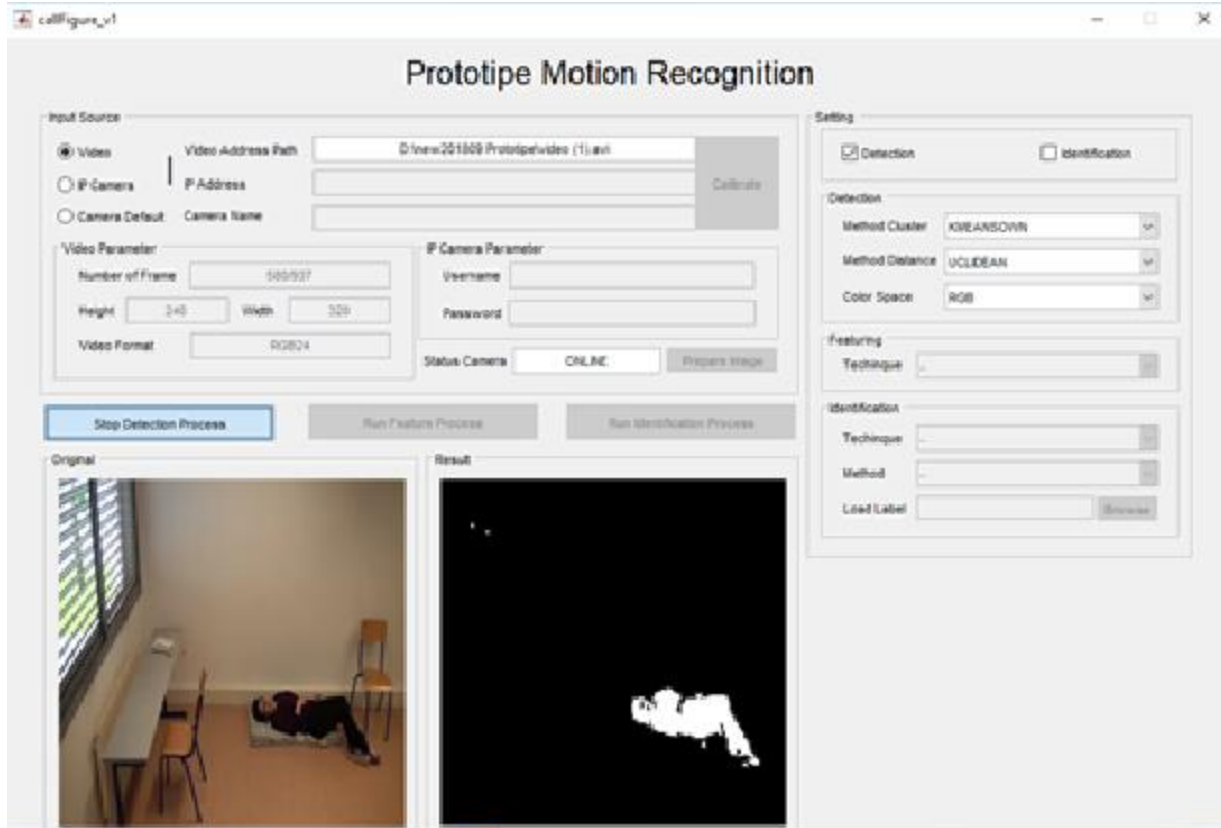 callFigure_v1
Prototipe Motion Recognition
Input Source
Video
Video Address Path
IP Camera
IP Address
Calibrate
Camera Default
Camera Name
Video Parameter
Number of Frame
Height
Width
Video Format
RGB24
IP Camera Parameter
Username
Password
Status Camera
ONLINE
Prepare Image
Stop Detection Process
Run Feature Process
Run Identification Process
Original
Result
Setting
Detection
Identification
Detection
Method Cluster
KMEANSOWN
Method Distance
UCLIDEAN
Color Space
RGB
Featuring
Techinque
Identification
Techinque
Method
Load Label
Browse